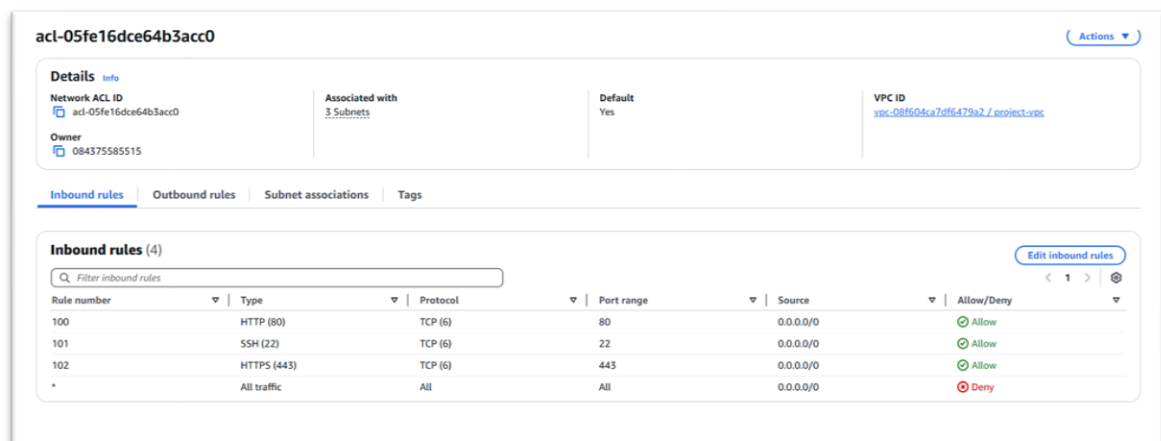 acl-05fe16dce64b3acc0
Actions
Details Info
Network ACL ID Associated with Default VPC ID
acl-05fe16dce64b3acc0 3 Subnets Yes vpc-08f604ca7df6479a2 / project-vpc
Owner
084375585515
Inbound rules Outbound rules Subnet associations Tags
Inbound rules (4)
Edit inbound rules
Filter inbound rules
1
Rule number Type Protocol Port range Source Allow/Deny
100 HTTP (80) TCP (6) 80 0.0.0.0/0 Allow
101 SSH (22) TCP (6) 22 0.0.0.0/0 Allow
102 HTTPS (443) TCP (6) 443 0.0.0.0/0 Allow
* All traffic All All 0.0.0.0/0 Deny